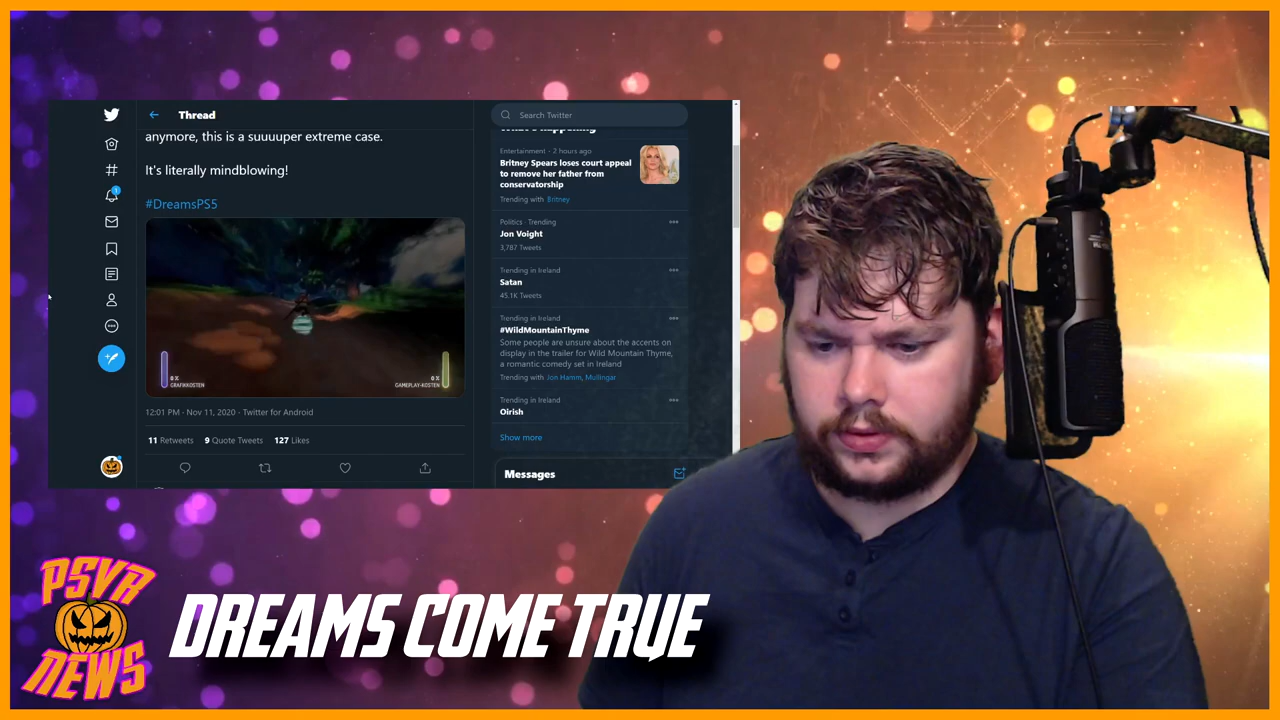 Thread
anymore, this is a suuuuper extreme case.
It's literally mindblowing!
#DreamsPS5
0 %
GRAFIKKOSTEN
0 %
GAMEPLAY-KOSTEN
12:01 PM · Nov 11, 2020 · Twitter for Android
11 Retweets 9 Quote Tweets 127 Likes
1
Search Twitter
What's happening
Entertainment · 2 hours ago
Britney Spears loses court appeal
to remove her father from
conservatorship
Trending with Britney
Politics · Trending
Jon Voight
3,787 Tweets
Trending in Ireland
Satan
45.1K Tweets
Trending in Ireland
#WildMountainThyme
Some people are unsure about the accents on
display in the trailer for Wild Mountain Thyme,
a romantic comedy set in Ireland
Trending with Jon Hamm, Mullingar
Trending in Ireland
Oirish
Show more
Messages
PSVR
NEWS
DREAMS COME TRUE